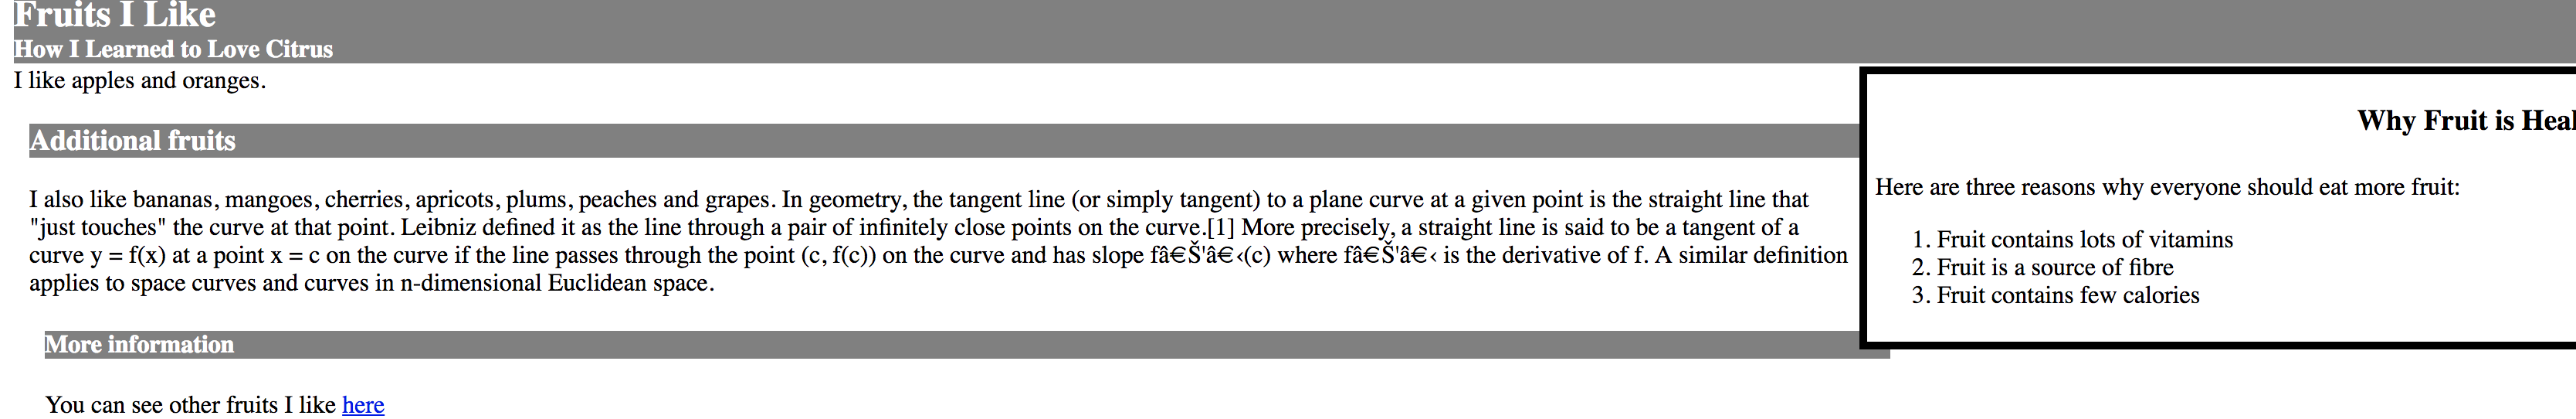 Fruits I Like
How I Learned to Love Citrus
I like apples and oranges.
Additional fruits
I also like bananas, mangoes, cherries, apricots, plums, peaches and grapes. In geometry, the tangent line (or simply tangent) to a plane curve at a given point is the straight line that
"just touches" the curve at that point. Leibniz defined it as the line through a pair of infinitely close points on the curve.[1] More precisely, a straight line is said to be a tangent of a
curve y = f(x) at a point x = c on the curve if the line passes through the point (c, f(c)) on the curve and has slope fâ€Š'â€‹(c) where fâ€Š'â€‹ is the derivative of f. A similar definition
applies to space curves and curves in n-dimensional Euclidean space.
More information
You can see other fruits I like here
Why Fruit is Heal
Here are three reasons why everyone should eat more fruit:
1. Fruit contains lots of vitamins
2. Fruit is a source of fibre
3. Fruit contains few calories